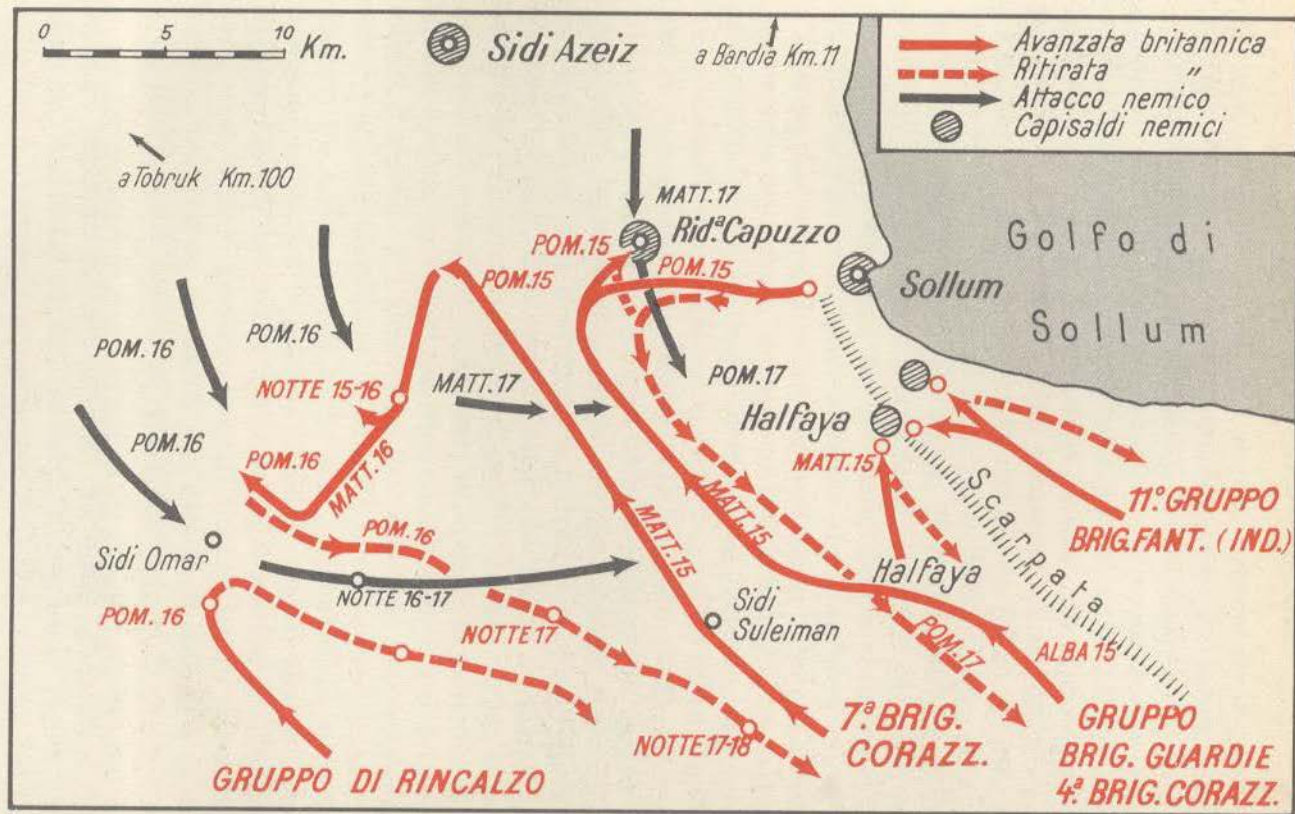 0 5 10
Km.
Sidi Azeiz
a Bardia Km. 11
Avanzata britannica
Ritirata "
Attacco nemico
Capisaldi nemici
a Tobruk Km. 100
MATT. 17
Rid.ª Capuzzo
POM. 15
POM. 15
POM. 15
Golfo di
Sollum
Sollum
POM. 16
POM. 16
POM. 16
NOTTE 15-16
MATT. 17
POM. 17
Halfaya
MATT. 15
POM. 16
MATT. 16
MATT. 15
MATT. 15
Scarpata
11.º GRUPPO
BRIG. FANT. (IND.)
Sidi Omar
POM. 16
NOTTE 16-17
Halfaya
POM. 16
NOTTE 17
Sidi
Suleiman
POM. 17
ALBA 15
NOTTE 17-18
7.ª BRIG.
CORAZZ.
GRUPPO
BRIG. GUARDIE
4.ª BRIG. CORAZZ.
GRUPPO DI RINCALZO